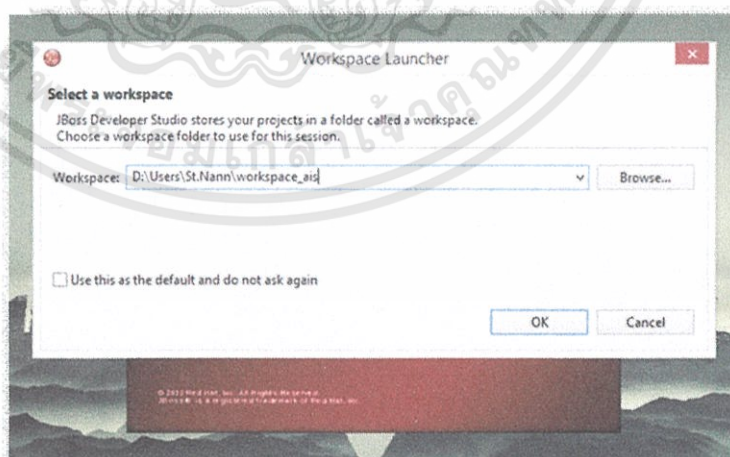 Workspace Launcher
Select a workspace
JBoss Developer Studio stores your projects in a folder called a workspace.
Choose a workspace folder to use for this session.
Workspace: D:\Users\St.Nann\workspace_ais Browse...
Use this as the default and do not ask again
OK Cancel